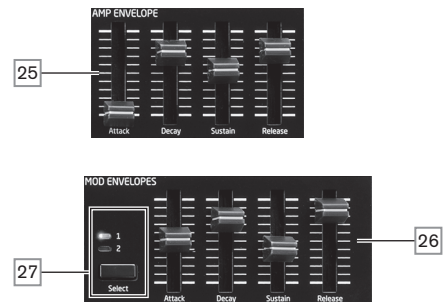 AMP ENVELOPE
25
Attack Decay Sustain Release
MOD ENVELOPES
1
2
26
27
Select
Attack Decay Sustain Release